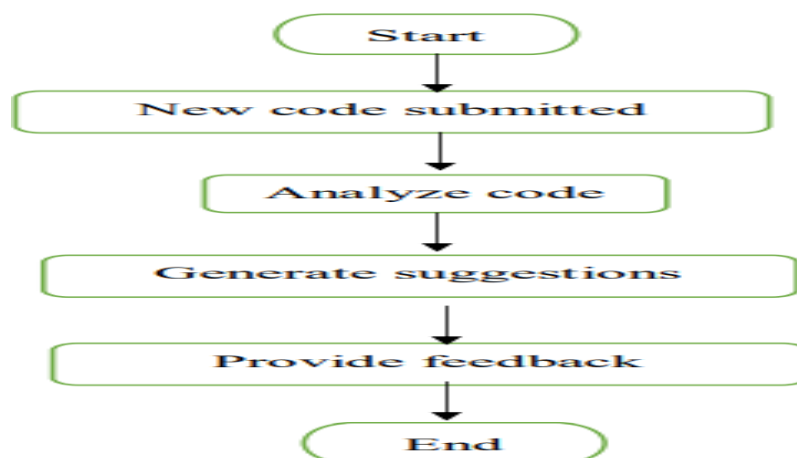 Start
New code submitted
Analyze code
Generate suggestions
Provide feedback
End